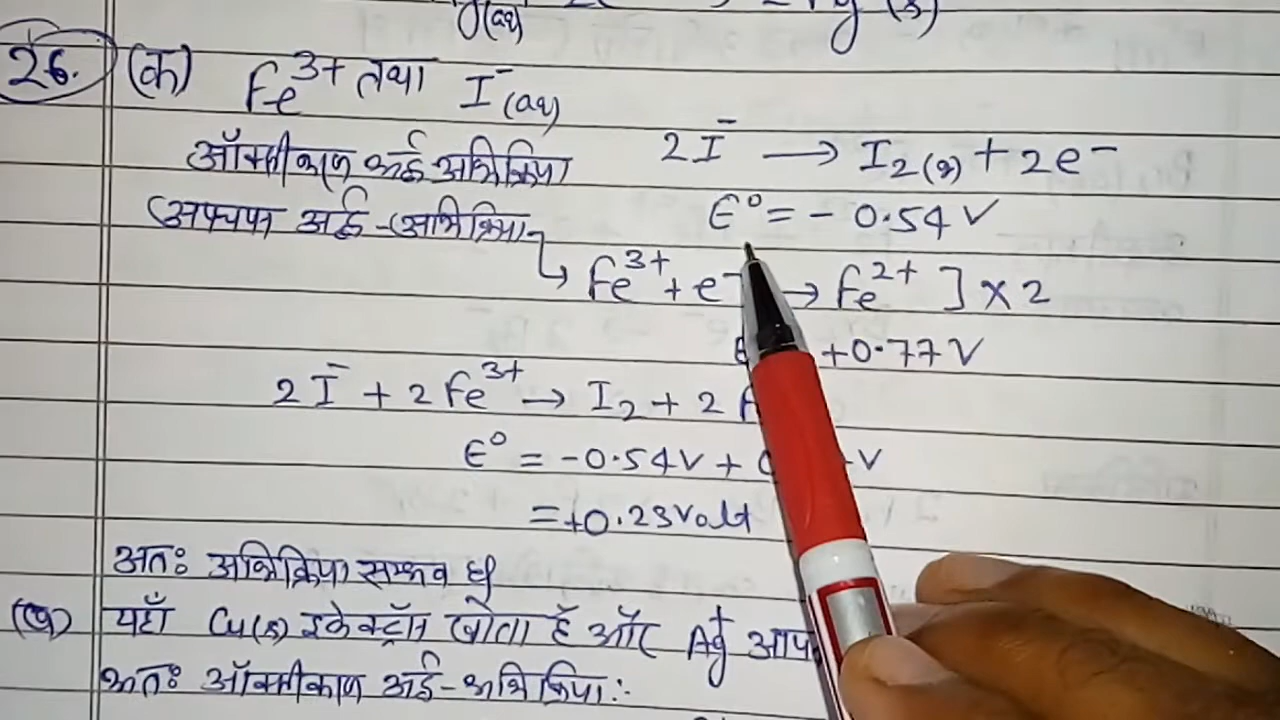 (aq) (s)
26. (क) Fe³⁺ तथा I⁻(aq)
ऑक्सीकरण अर्द्ध अभिक्रिया 2I⁻ → I₂(s) + 2e⁻
E° = - 0.54 V
अपचयन अर्द्ध-अभिक्रिया
Fe³⁺ + e⁻ → Fe²⁺ ] × 2
+0.77 V
2I⁻ + 2Fe³⁺ → I₂ + 2
E° = -0.54V + V
= +0.23 Volt
अतः अभिक्रिया सम्भव है
(ख) यहाँ Cu(s) इलेक्ट्रॉन खोता है और Ag⁺
अतः ऑक्सीकरण अर्द्ध-अभिक्रिया:-